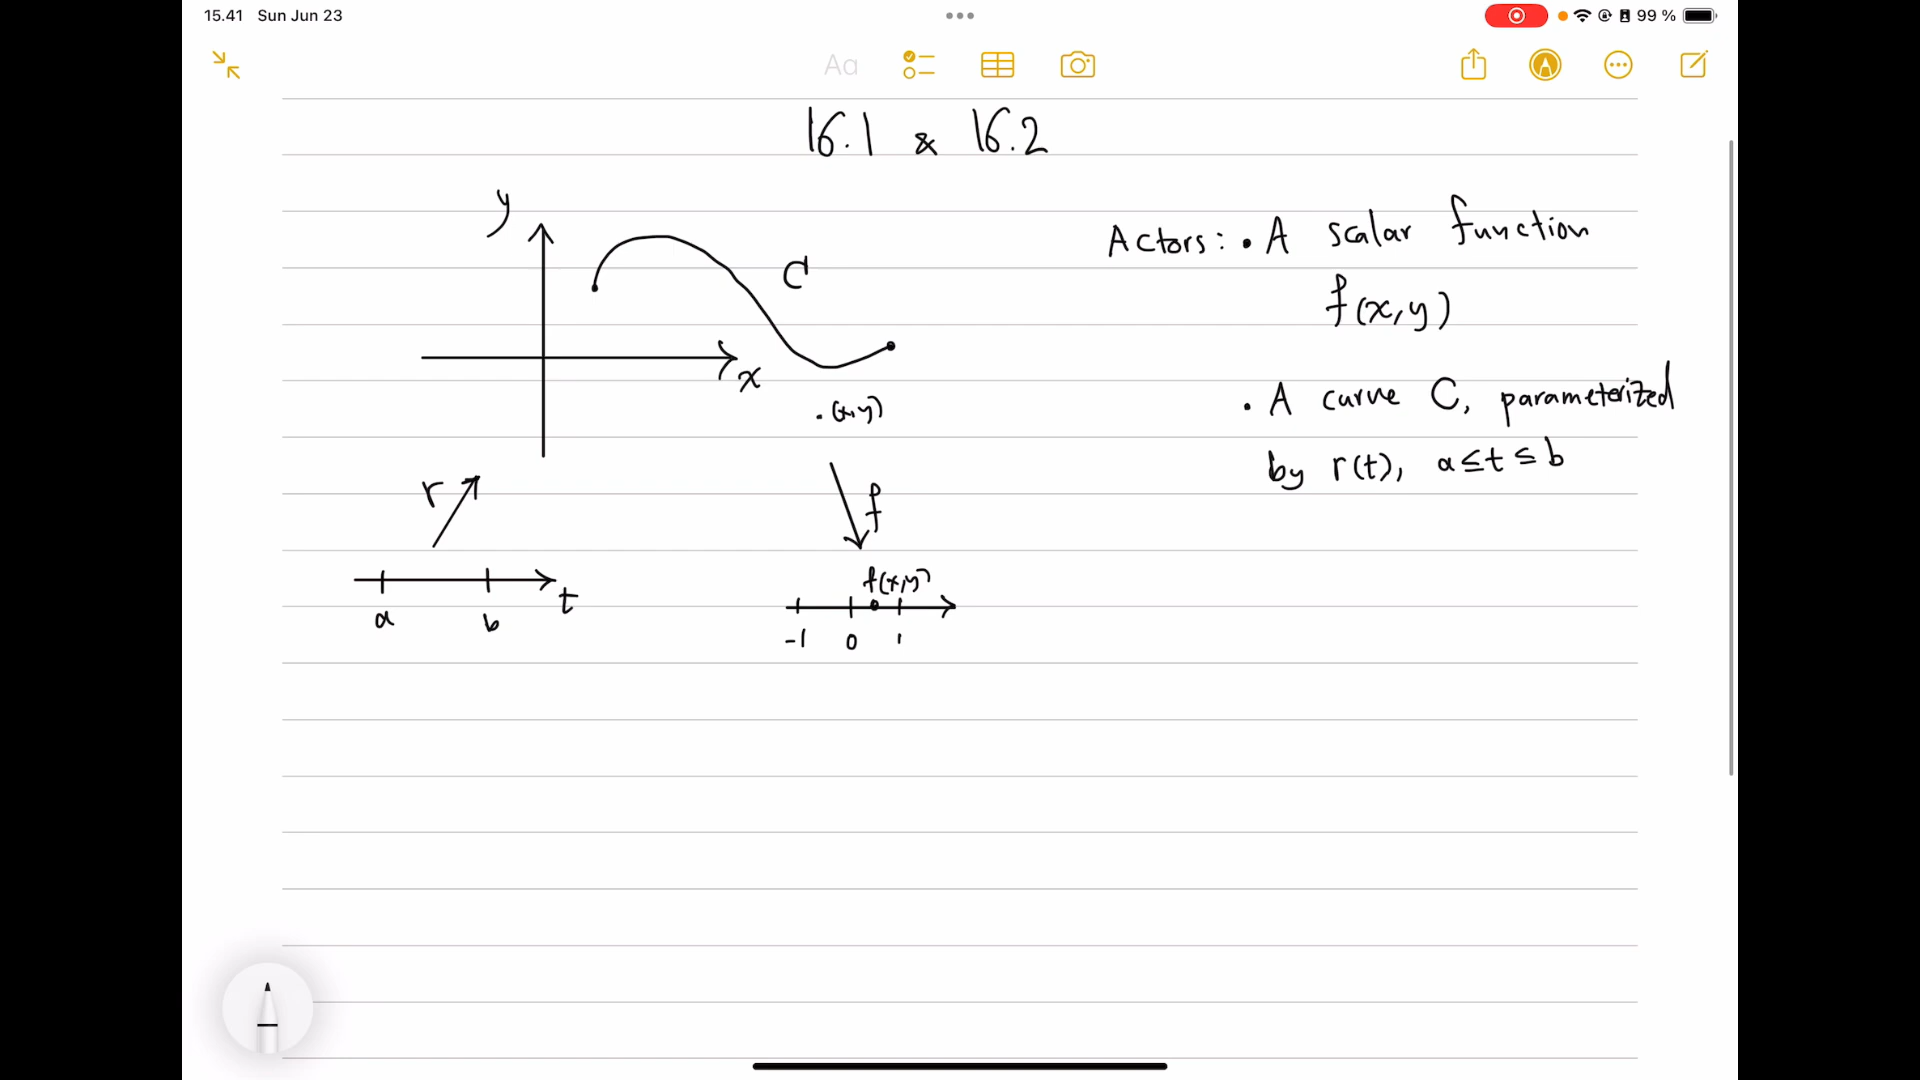 15.41 Sun Jun 23
99 %
Aa
16.1 & 16.2
y
C
x
.(x,y)
r
f
a
b
t
f(x,y)
-1 0 1
Actors: • A scalar function
f(x,y)
• A curve C, parameterized
by r(t), a≤t≤b